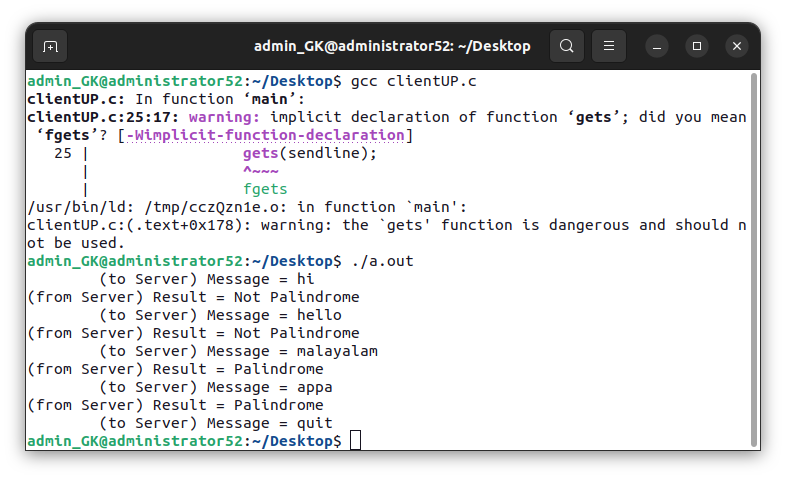 admin_GK@administrator52: ~/Desktop
admin_GK@administrator52:~/Desktop$ gcc clientUP.c
clientUP.c: In function ‘main’:
clientUP.c:25:17: warning: implicit declaration of function ‘gets’; did you mean
‘fgets’? [-Wimplicit-function-declaration]
25 | gets(sendline);
| ^~~~
| fgets
/usr/bin/ld: /tmp/cczQzn1e.o: in function `main':
clientUP.c:(.text+0x178): warning: the `gets' function is dangerous and should n
ot be used.
admin_GK@administrator52:~/Desktop$ ./a.out
(to Server) Message = hi
(from Server) Result = Not Palindrome
(to Server) Message = hello
(from Server) Result = Not Palindrome
(to Server) Message = malayalam
(from Server) Result = Palindrome
(to Server) Message = appa
(from Server) Result = Palindrome
(to Server) Message = quit
admin_GK@administrator52:~/Desktop$